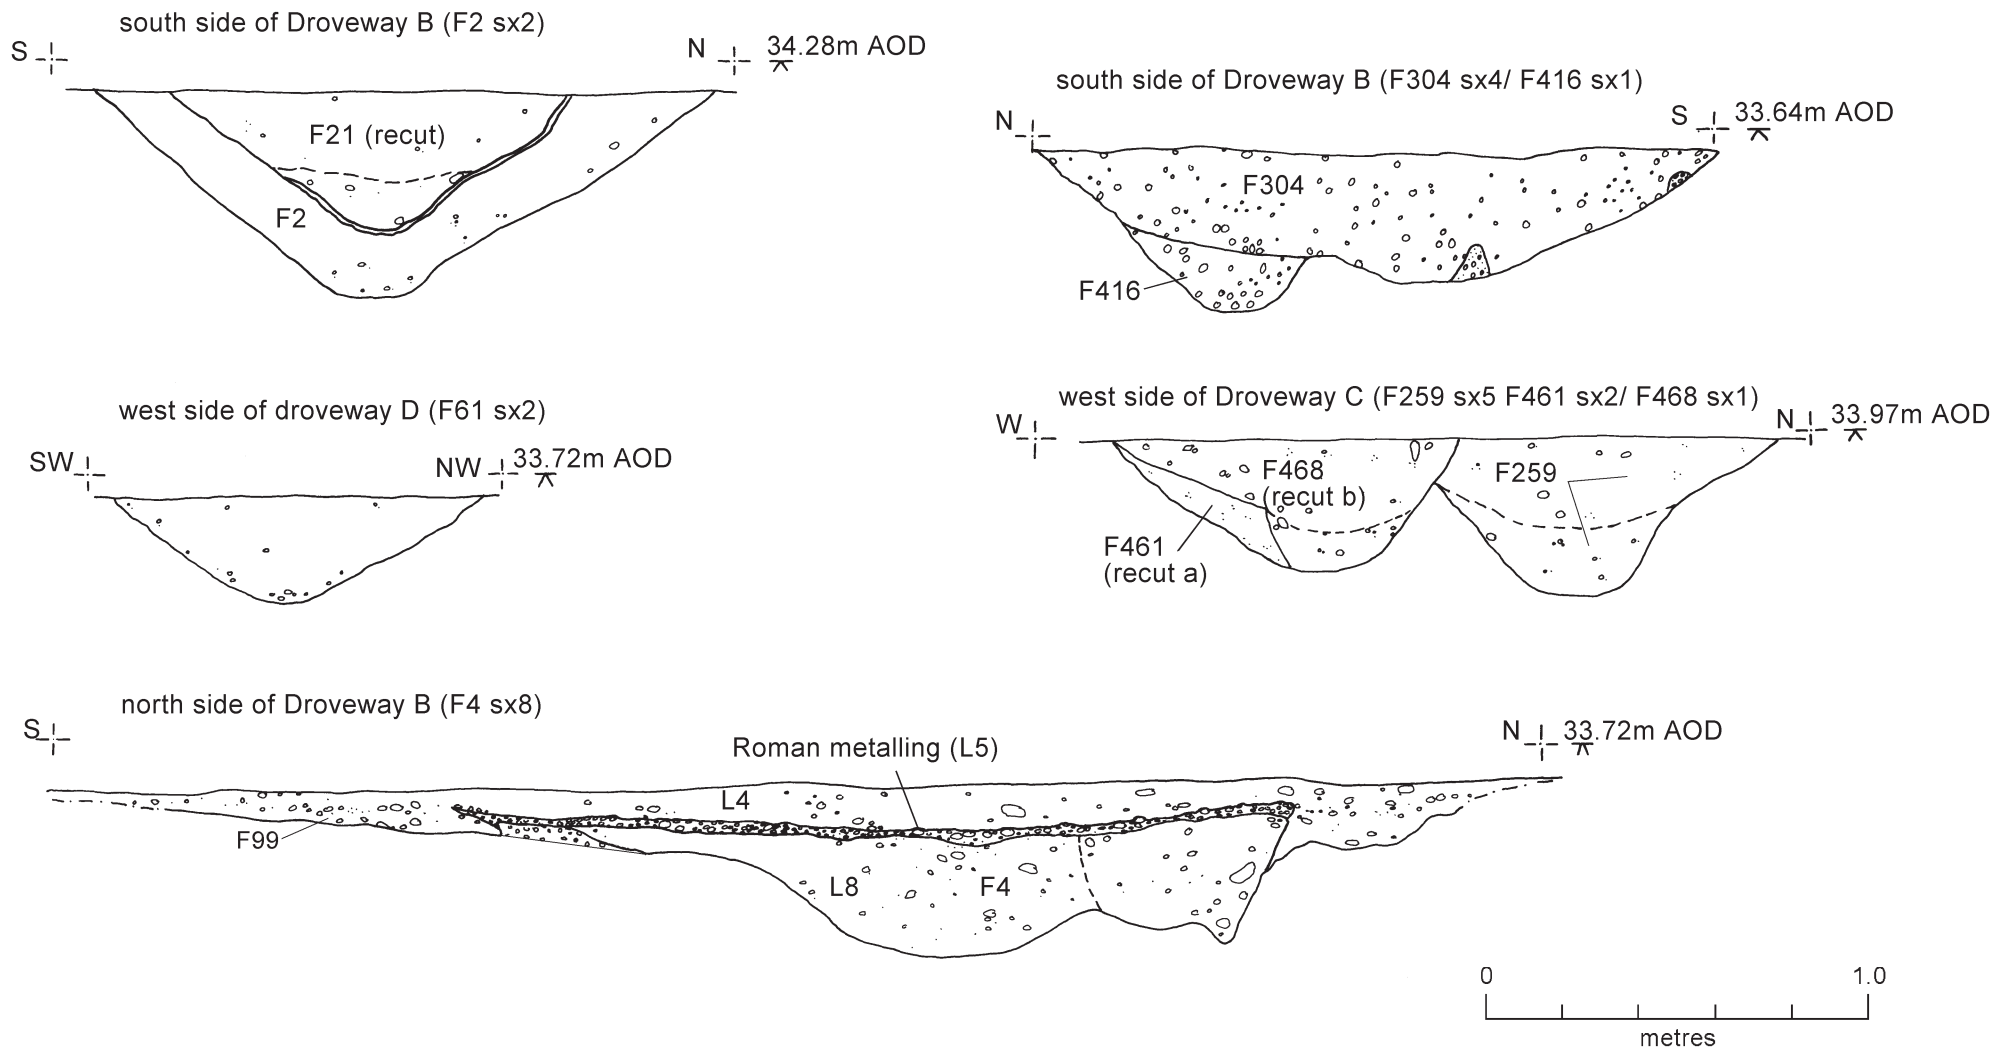 south side of Droveway B (F2 sx2)
S
N
34.28m AOD
F21 (recut)
F2
south side of Droveway B (F304 sx4/ F416 sx1)
N
S
33.64m AOD
F304
F416
west side of droveway D (F61 sx2)
SW
NW
33.72m AOD
west side of Droveway C (F259 sx5 F461 sx2/ F468 sx1)
W
N
33.97m AOD
F468
(recut b)
F259
F461
(recut a)
north side of Droveway B (F4 sx8)
S
N
33.72m AOD
Roman metalling (L5)
L4
F99
L8
F4
0
1.0
metres